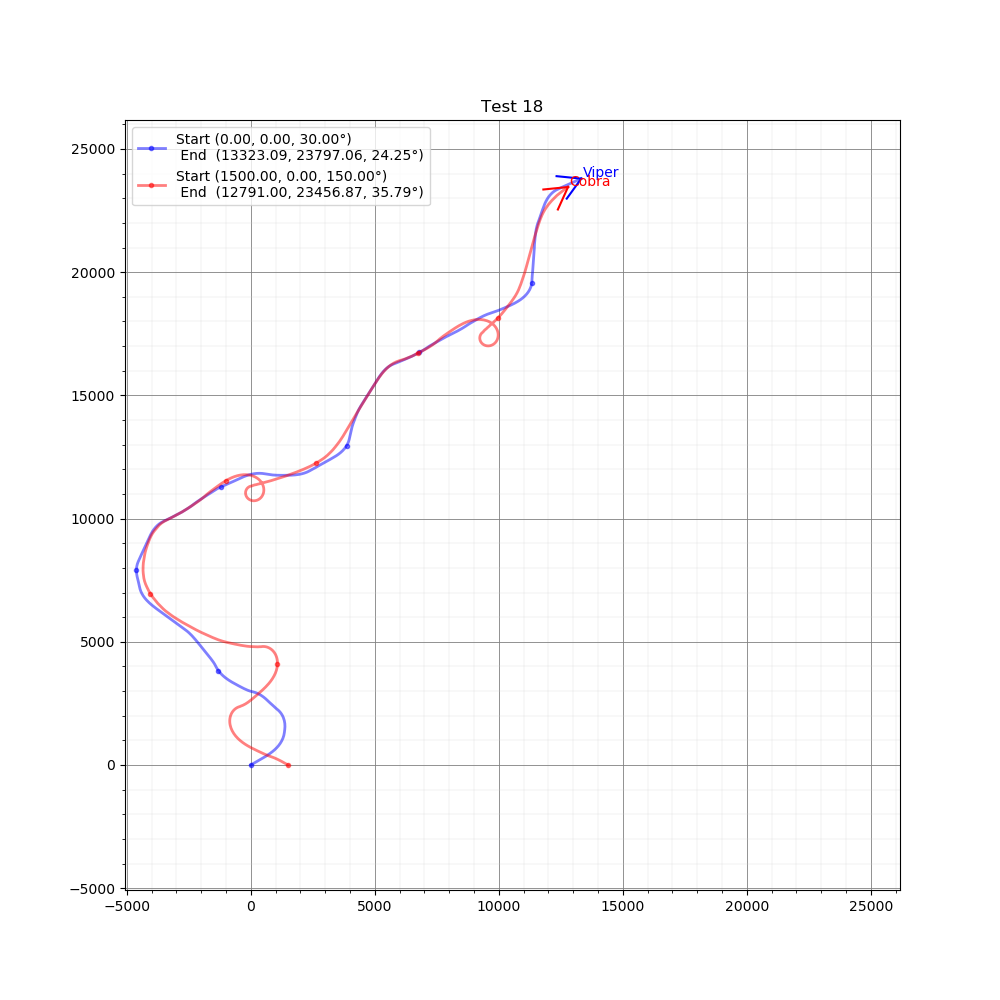 Test 18
Start (0.00, 0.00, 30.00°)
End  (13323.09, 23797.06, 24.25°)
Start (1500.00, 0.00, 150.00°)
End  (12791.00, 23456.87, 35.79°)
Viper
Cobra
25000
20000
15000
10000
5000
0
−5000
−5000 0 5000 10000 15000 20000 25000